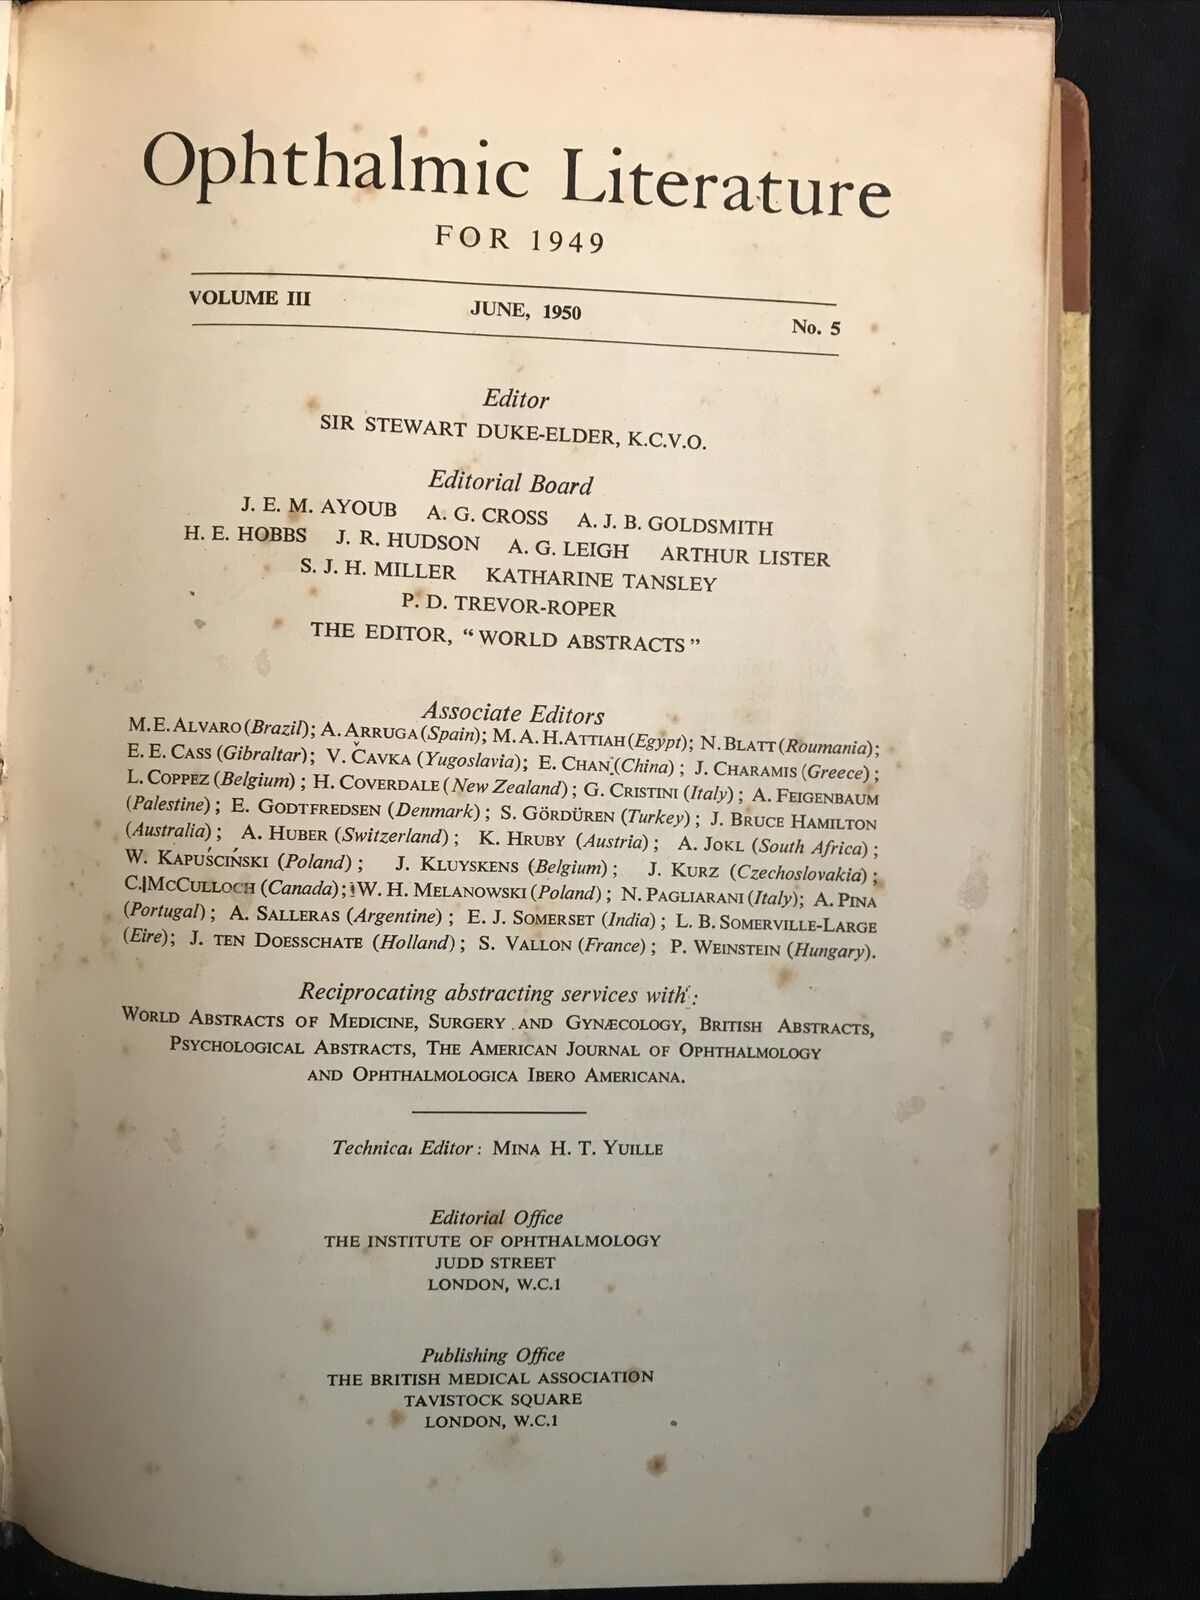 Ophthalmic Literature
FOR 1949
VOLUME III JUNE, 1950 No. 5
Editor
SIR STEWART DUKE-ELDER, K.C.V.O.
Editorial Board
J. E. M. AYOUB A. G. CROSS A. J. B. GOLDSMITH
H. E. HOBBS J. R. HUDSON A. G. LEIGH ARTHUR LISTER
S. J. H. MILLER KATHARINE TANSLEY
P. D. TREVOR-ROPER
THE EDITOR, “WORLD ABSTRACTS”
Associate Editors
M. E. ALVARO (Brazil); A. ARRUGA (Spain); M. A. H. ATTIAH (Egypt); N. BLATT (Roumania);
E. E. CASS (Gibraltar); V. ČAVKA (Yugoslavia); E. CHAN (China); J. CHARAMIS (Greece);
L. COPPEZ (Belgium); H. COVERDALE (New Zealand); G. CRISTINI (Italy); A. FEIGENBAUM
(Palestine); E. GODTFREDSEN (Denmark); S. GÖRDÜREN (Turkey); J. BRUCE HAMILTON
(Australia); A. HUBER (Switzerland); K. HRUBY (Austria); A. JOKL (South Africa);
W. KAPUŚCIŃSKI (Poland); J. KLUYSKENS (Belgium); J. KURZ (Czechoslovakia);
C. MCCULLOCH (Canada); W. H. MELANOWSKI (Poland); N. PAGLIARANI (Italy); A. PINA
(Portugal); A. SALLERAS (Argentine); E. J. SOMERSET (India); L. B. SOMERVILLE-LARGE
(Eire); J. TEN DOESSCHATE (Holland); S. VALLON (France); P. WEINSTEIN (Hungary).
Reciprocating abstracting services with:
WORLD ABSTRACTS OF MEDICINE, SURGERY AND GYNÆCOLOGY, BRITISH ABSTRACTS,
PSYCHOLOGICAL ABSTRACTS, THE AMERICAN JOURNAL OF OPHTHALMOLOGY
AND OPHTHALMOLOGICA IBERO AMERICANA.
Technical Editor: MINA H. T. YUILLE
Editorial Office
THE INSTITUTE OF OPHTHALMOLOGY
JUDD STREET
LONDON, W.C.1
Publishing Office
THE BRITISH MEDICAL ASSOCIATION
TAVISTOCK SQUARE
LONDON, W.C.1